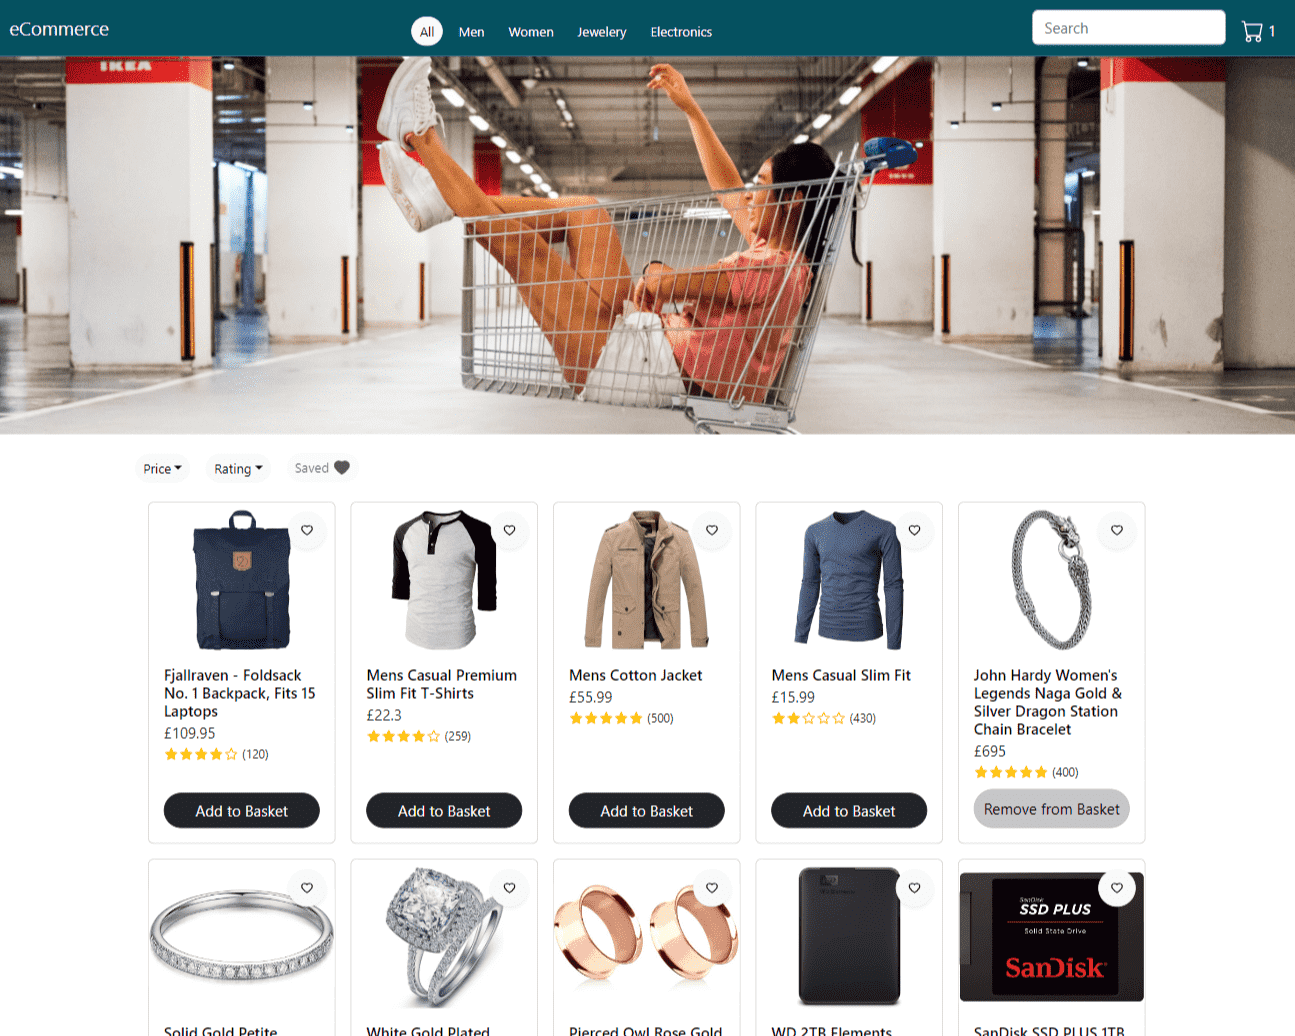 eCommerce
All
Men
Women
Jewelery
Electronics
Search
1
IKEA
Price
Rating
Saved
Fjallraven - Foldsack
No. 1 Backpack, Fits 15
Laptops
£109.95
(120)
Add to Basket
Mens Casual Premium
Slim Fit T-Shirts
£22.3
(259)
Add to Basket
Mens Cotton Jacket
£55.99
(500)
Add to Basket
Mens Casual Slim Fit
£15.99
(430)
Add to Basket
John Hardy Women's
Legends Naga Gold &
Silver Dragon Station
Chain Bracelet
£695
(400)
Remove from Basket
SanDisk
SSD PLUS
Solid State Drive
SanDisk
Solid Gold Petite
White Gold Plated
Pierced Owl Rose Gold
WD 2TB Elements
SanDisk SSD PLUS 1TB